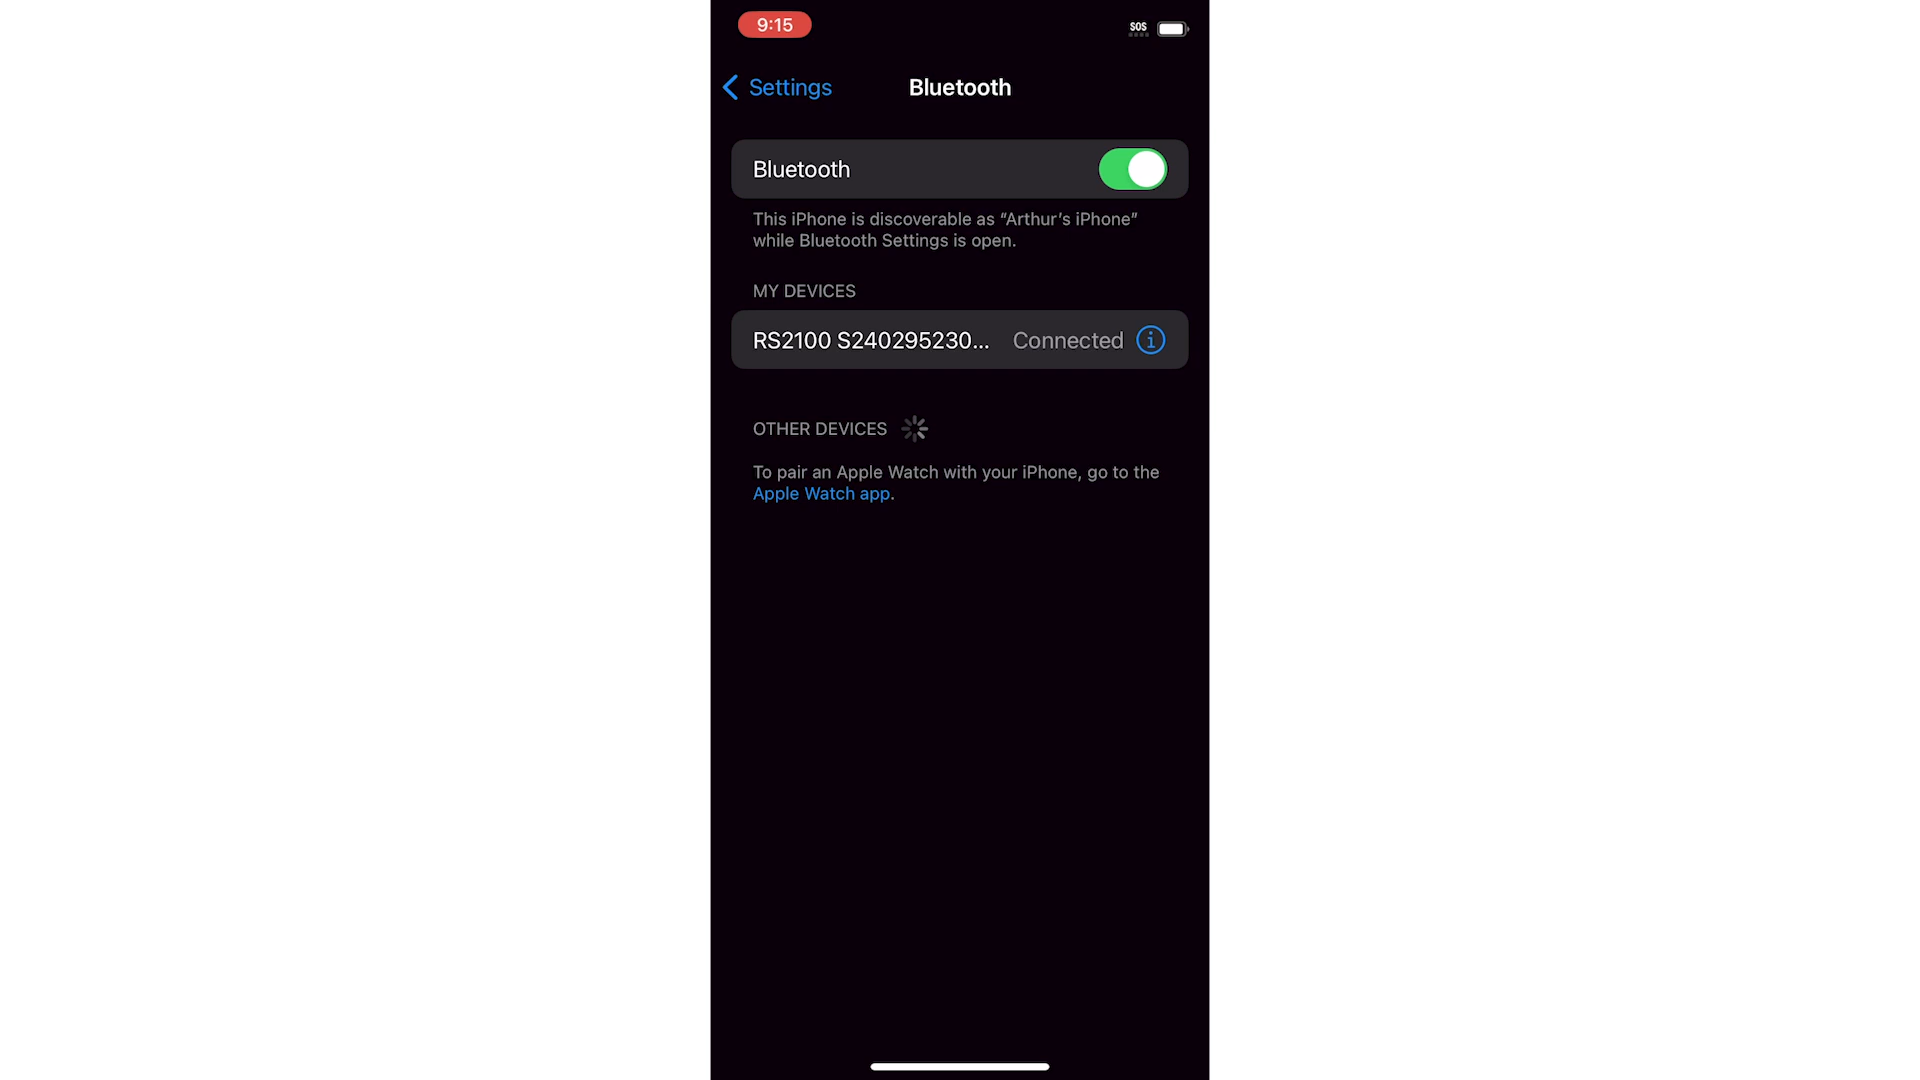 9:15
SOS
Settings
Bluetooth
Bluetooth
This iPhone is discoverable as “Arthur’s iPhone”
while Bluetooth Settings is open.
MY DEVICES
RS2100 S240295230... Connected
OTHER DEVICES
To pair an Apple Watch with your iPhone, go to the
Apple Watch app.